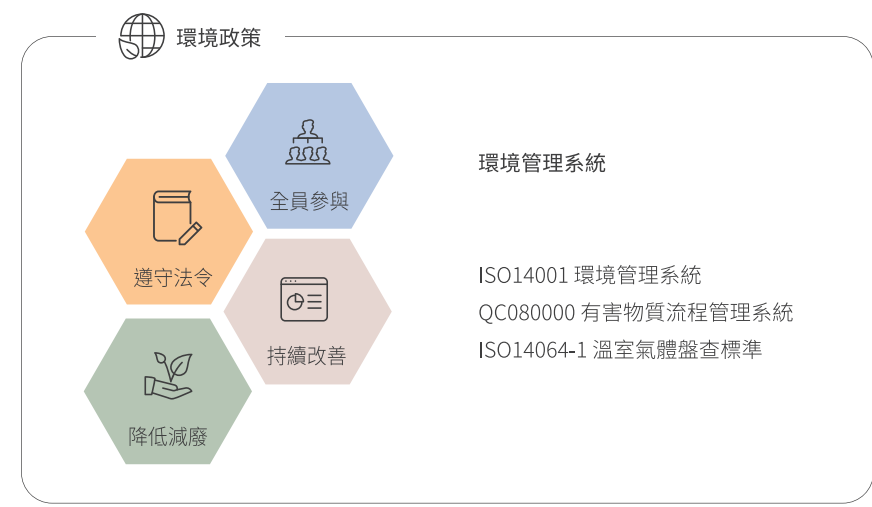 環境政策
全員參與
遵守法令
持續改善
降低減廢
環境管理系統
ISO14001 環境管理系統
QC080000 有害物質流程管理系統
ISO14064-1 溫室氣體盤查標準